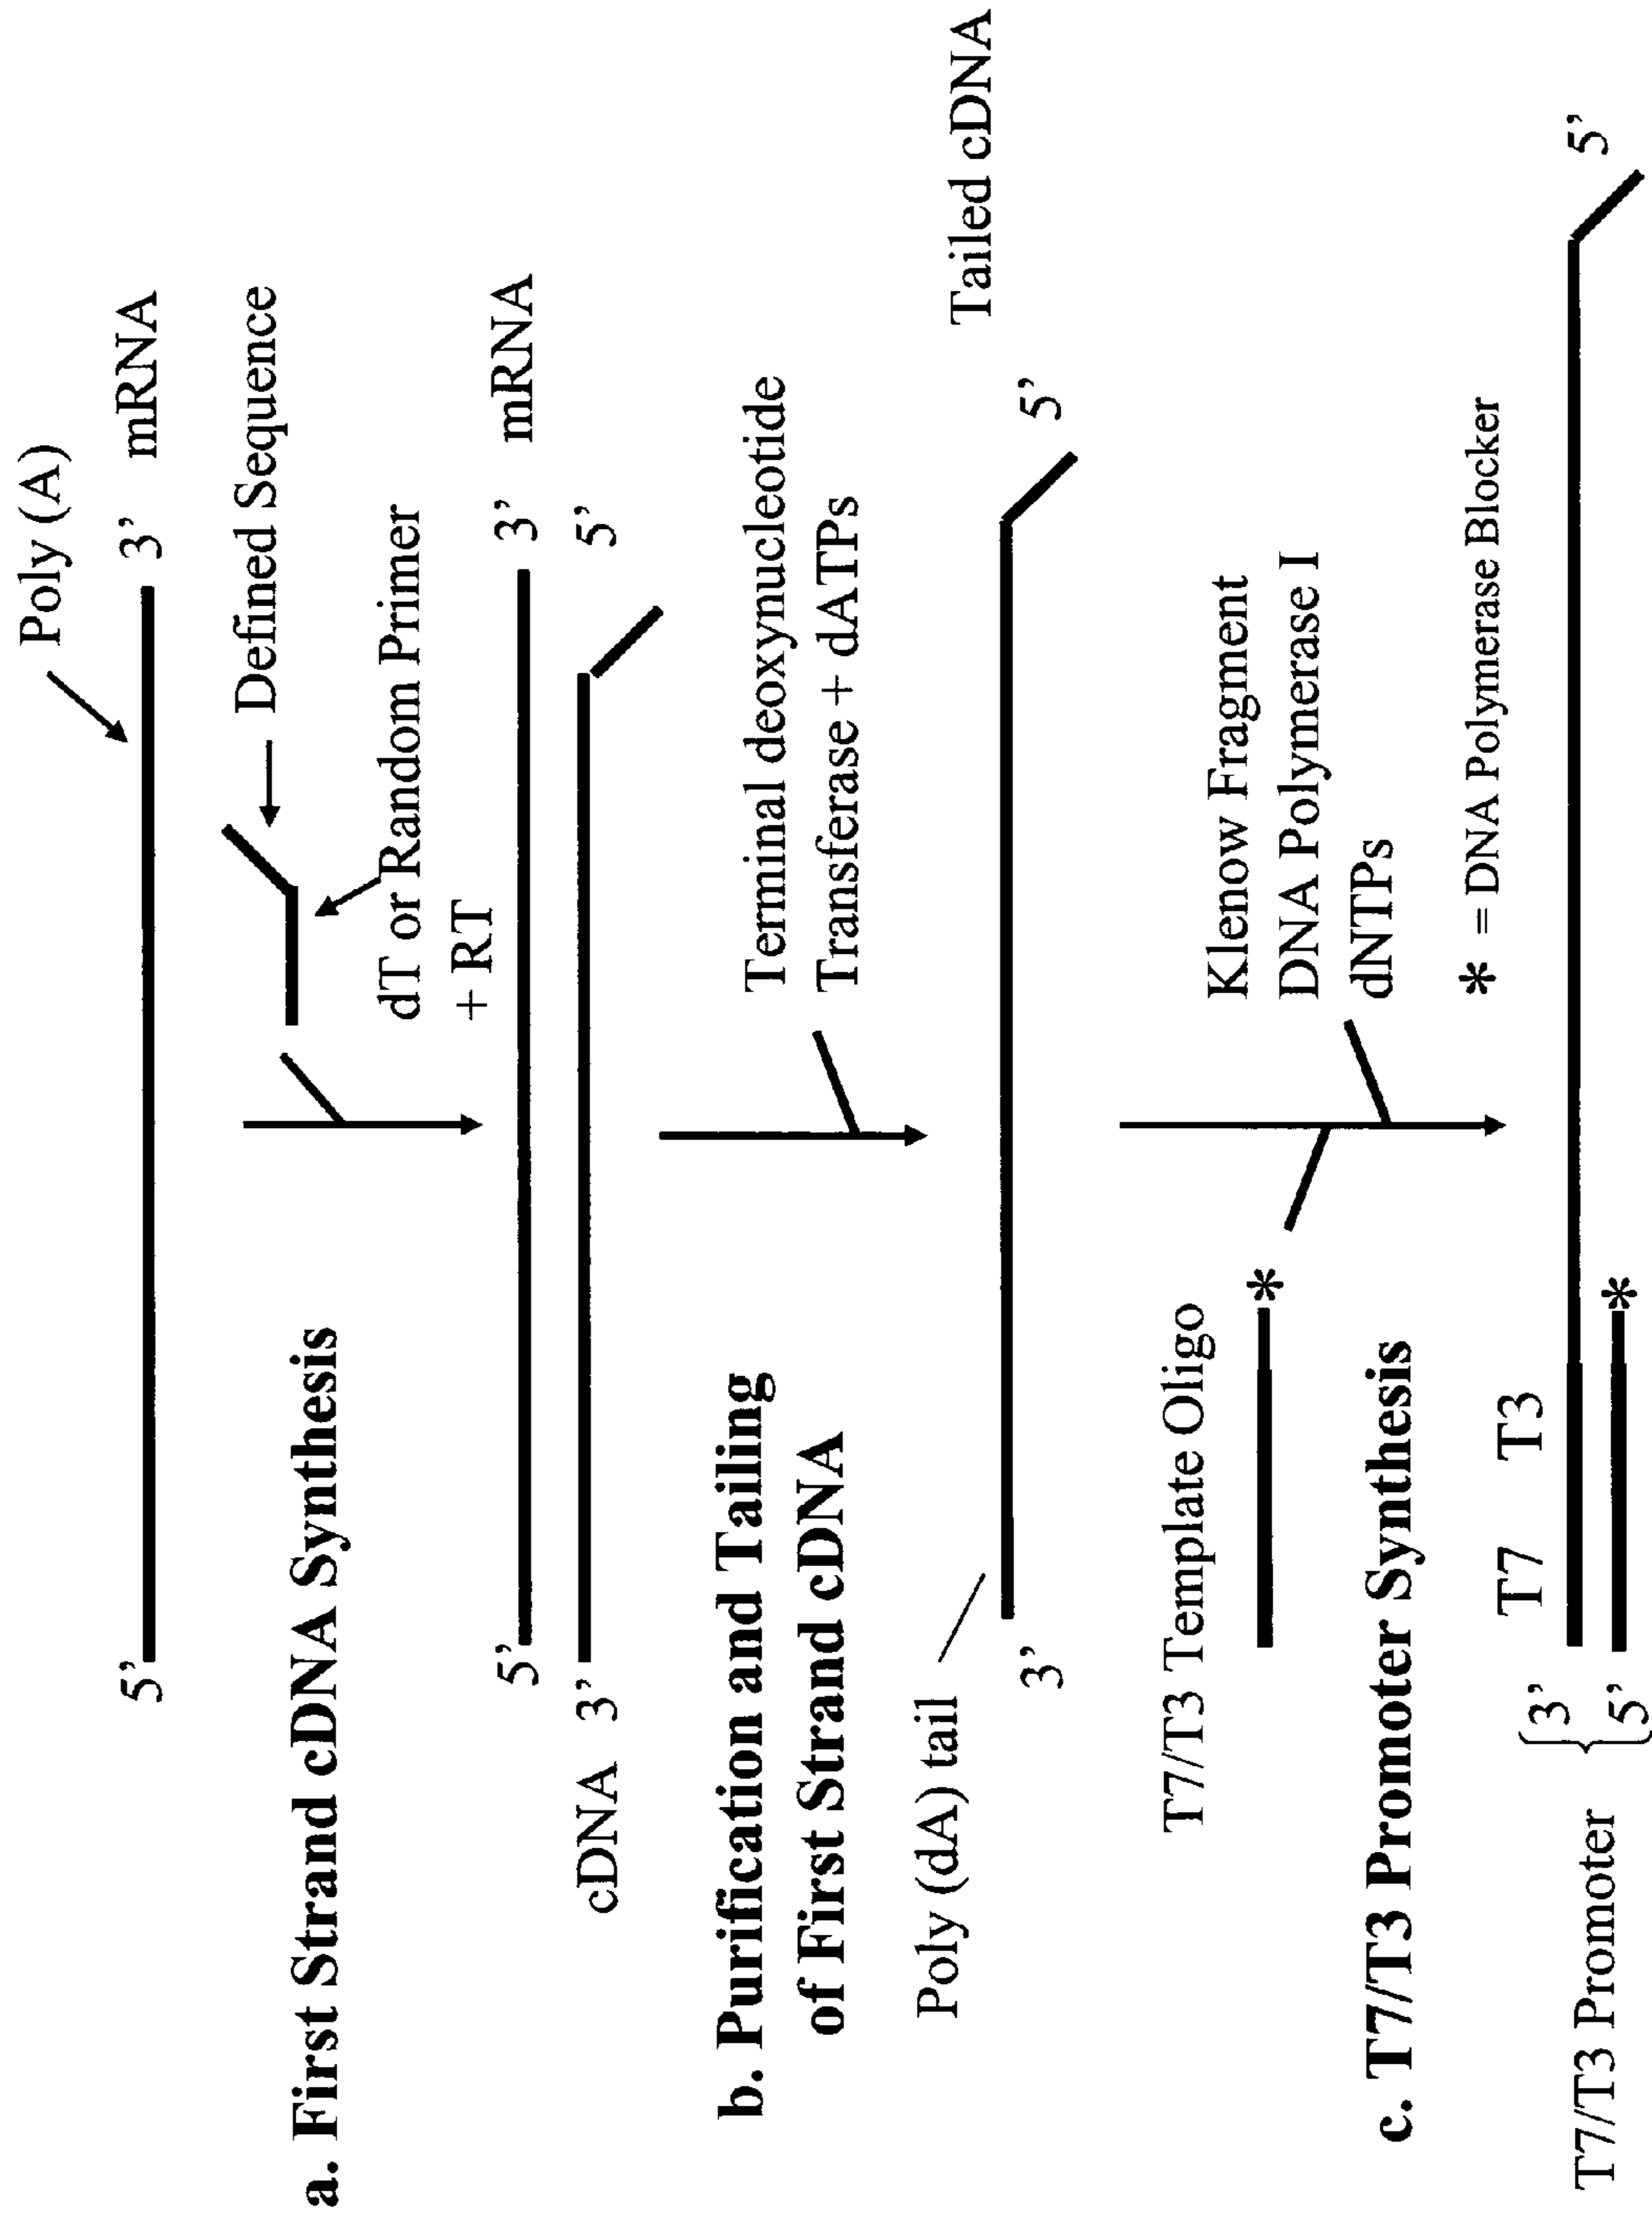 Poly (A)
5’
3’
mRNA
Defined Sequence
dT or Random Primer
+ RT
a. First Strand cDNA Synthesis
5’
3’
mRNA
cDNA 3’
5’
Terminal deoxynucleotide
Transferase + dATPs
b. Purification and Tailing
of First Strand cDNA
Tailed cDNA
Poly (dA) tail
3’
5’
T7/T3 Template Oligo
*
Klenow Fragment
DNA Polymerase I
dNTPs
c. T7/T3 Promoter Synthesis
* = DNA Polymerase Blocker
T7 T3
T7/T3 Promoter
3’
5’
*
5’